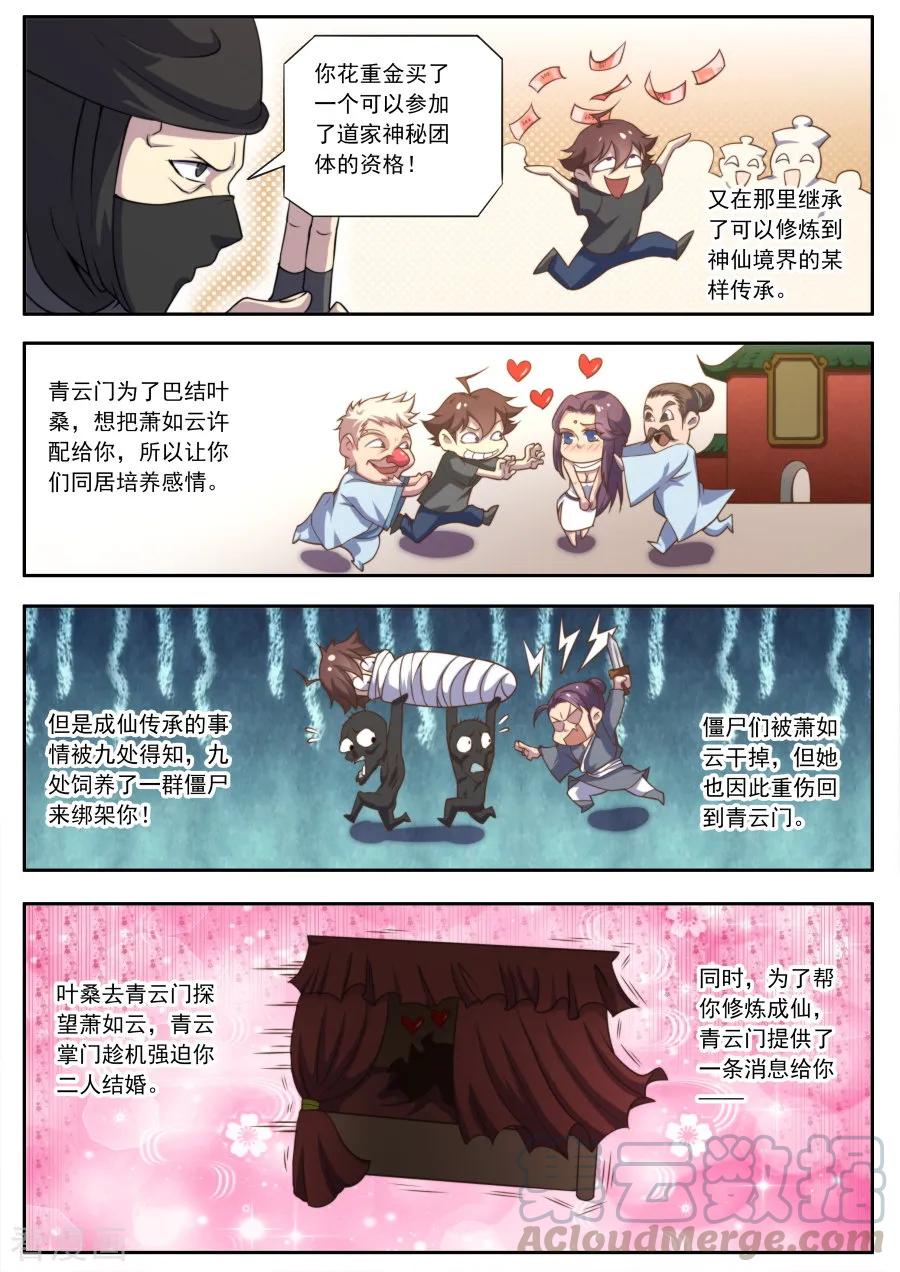 你花重金买了
一个可以参加
了道家神秘团
体的资格！
又在那里继承
了可以修炼到
神仙境界的某
样传承。
青云门为了巴结叶
桑，想把萧如云许
配给你，所以让你
们同居培养感情。
但是成仙传承的事
情被九处得知，九
处饲养了一群僵尸
来绑架你！
僵尸们被萧如
云干掉，但她
也因此重伤回
到青云门。
叶桑去青云门探
望萧如云，青云
掌门趁机强迫你
二人结婚。
同时，为了帮
你修炼成仙，
青云门提供了
一条消息给你
——
集云数据
AcloudMerge.com
看漫画